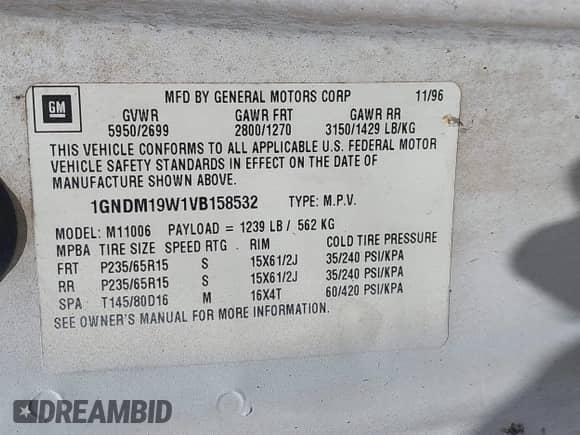 GM
MFD BY GENERAL MOTORS CORP 11/96
GVWR GAWR FRT GAWR RR
5950/2699 2800/1270 3150/1429 LB/KG
THIS VEHICLE CONFORMS TO ALL APPLICABLE U.S. FEDERAL MOTOR
VEHICLE SAFETY STANDARDS IN EFFECT ON THE DATE OF
MANUFACTURE SHOWN ABOVE.
1GNDM19W1VB158532 TYPE: M.P.V.
MODEL: M11006 PAYLOAD = 1239 LB / 562 KG
MPBA TIRE SIZE SPEED RTG RIM COLD TIRE PRESSURE
FRT P235/65R15 S 15X61/2J 35/240 PSI/KPA
RR P235/65R15 S 15X61/2J 35/240 PSI/KPA
SPA T145/80D16 M 16X4T 60/420 PSI/KPA
SEE OWNER'S MANUAL FOR MORE INFORMATION.
DREAMBID